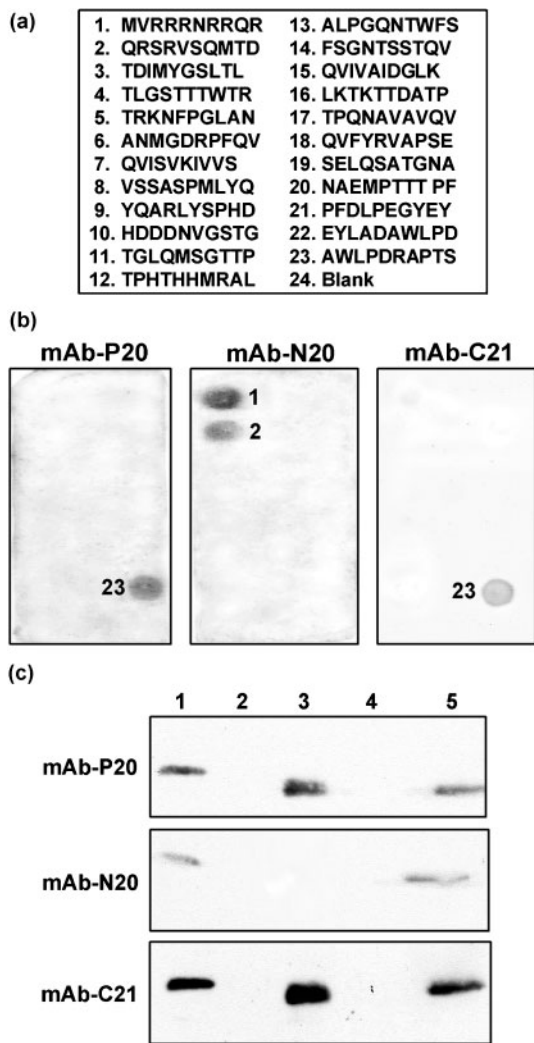 (a)
1. MVRRRNRRQR
2. QRSRVSQMTD
3. TDIMYGSLTL
4. TLGSTTTWTR
5. TRKNFPGLAN
6. ANMGDRPFQV
7. QVISVKIVVS
8. VSSASPMLYQ
9. YQARLYSPHD
10. HDDDNVGSTG
11. TGLQMSGTTP
12. TPHTHHMRAL
13. ALPGQNTWFS
14. FSGNTSSTQV
15. QVIVAIDGLK
16. LKTKTTDATP
17. TPQNAVAVQV
18. QVFYRVAPSE
19. SELQSATGNA
20. NAEMPTTT PF
21. PFDLPEGYEY
22. EYLADAWLPD
23. AWLPDRAPTS
24. Blank
(b)
mAb-P20 mAb-N20 mAb-C21
1
2
23
23
(c)
1 2 3 4 5
mAb-P20
mAb-N20
mAb-C21